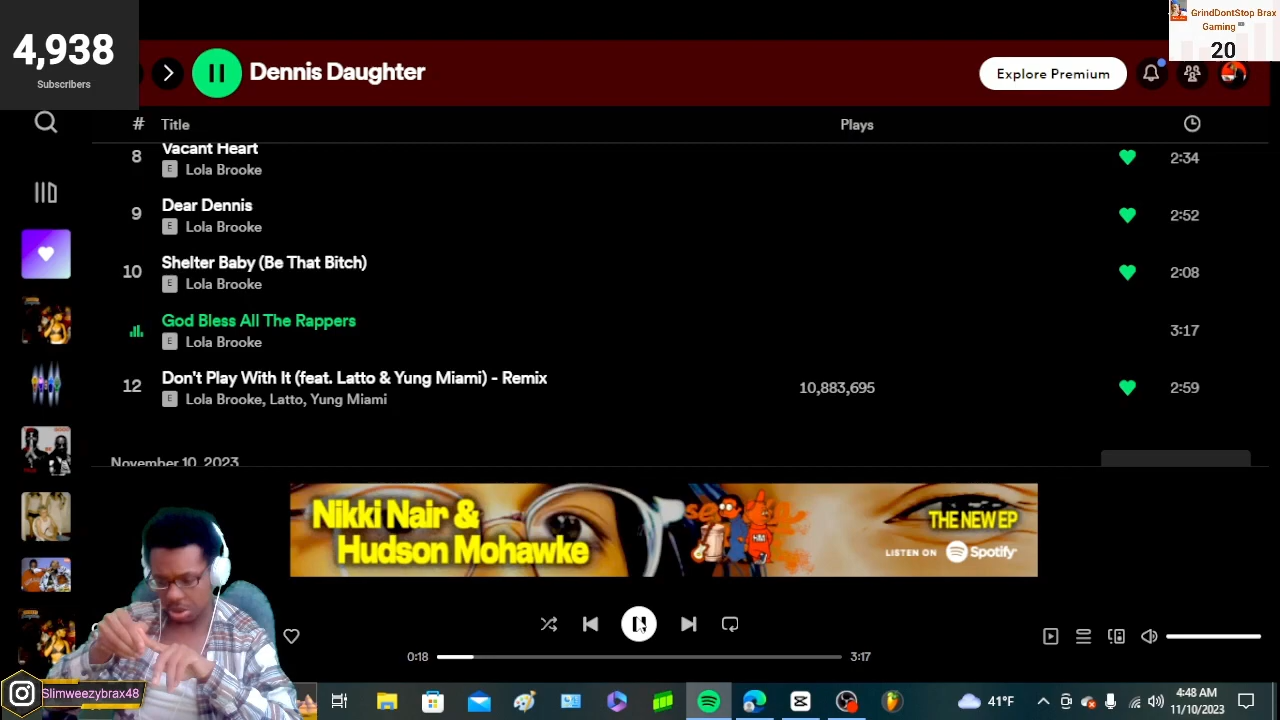 4,938
Subscribers
GrindDontStop Brax
Gaming
20
Dennis Daughter
Explore Premium
# Title Plays
8 Vacant Heart 2:34
E Lola Brooke
9 Dear Dennis 2:52
E Lola Brooke
10 Shelter Baby (Be That Bitch) 2:08
E Lola Brooke
God Bless All The Rappers 3:17
E Lola Brooke
12 Don't Play With It (feat. Latto & Yung Miami) - Remix 10,883,695 2:59
E Lola Brooke, Latto, Yung Miami
November 10, 2023
Nikki Nair &
Hudson Mohawke
HM
THE NEW EP
LISTEN ON Spotify
0:18 3:17
Slimweezybrax48
41°F
4:48 AM
11/10/2023